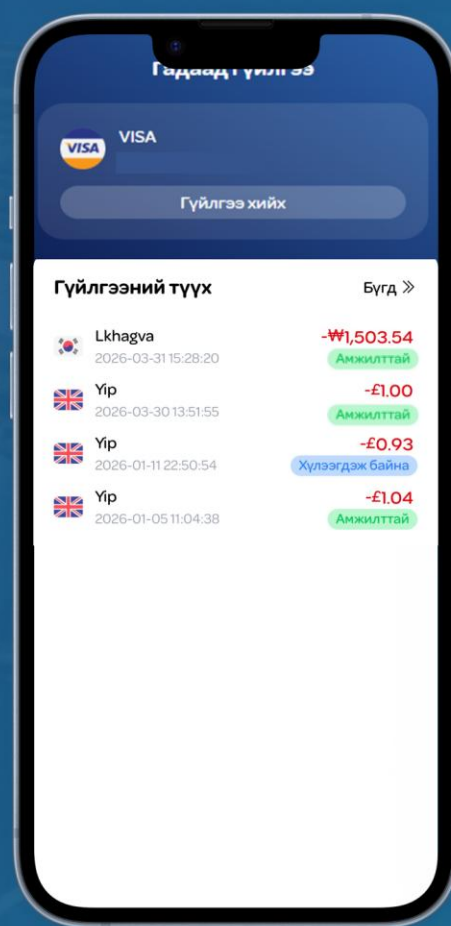 Гадаад гүйлгээ
VISA
VISA
Гүйлгээ хийх
Гүйлгээний түүх
Бүгд »
Lkhagva
-₩1,503.54
2026-03-31 15:28:20
Амжилттай
Yip
-£1.00
2026-03-30 13:51:55
Амжилттай
Yip
-£0.93
2026-01-11 22:50:54
Хүлээгдэж байна
Yip
-£1.04
2026-01-05 11:04:38
Амжилттай